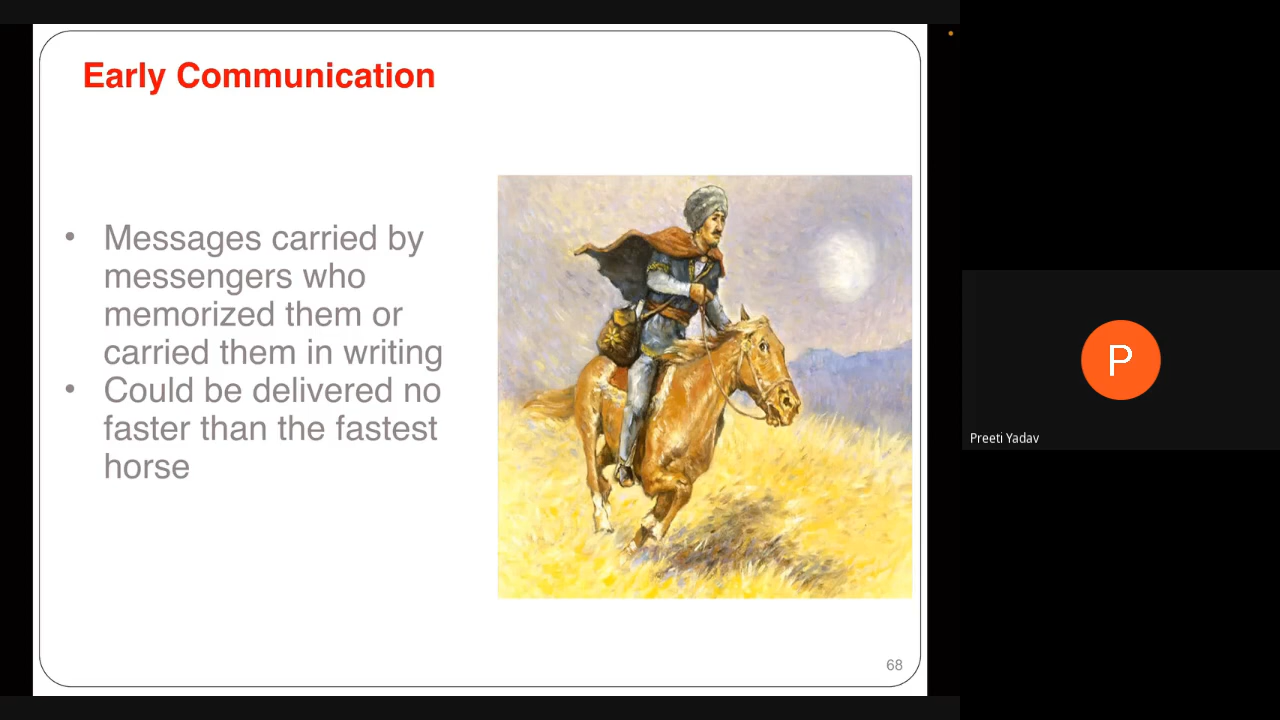 Early Communication
• Messages carried by
messengers who
memorized them or
carried them in writing
• Could be delivered no
faster than the fastest
horse
68
P
Preeti Yadav